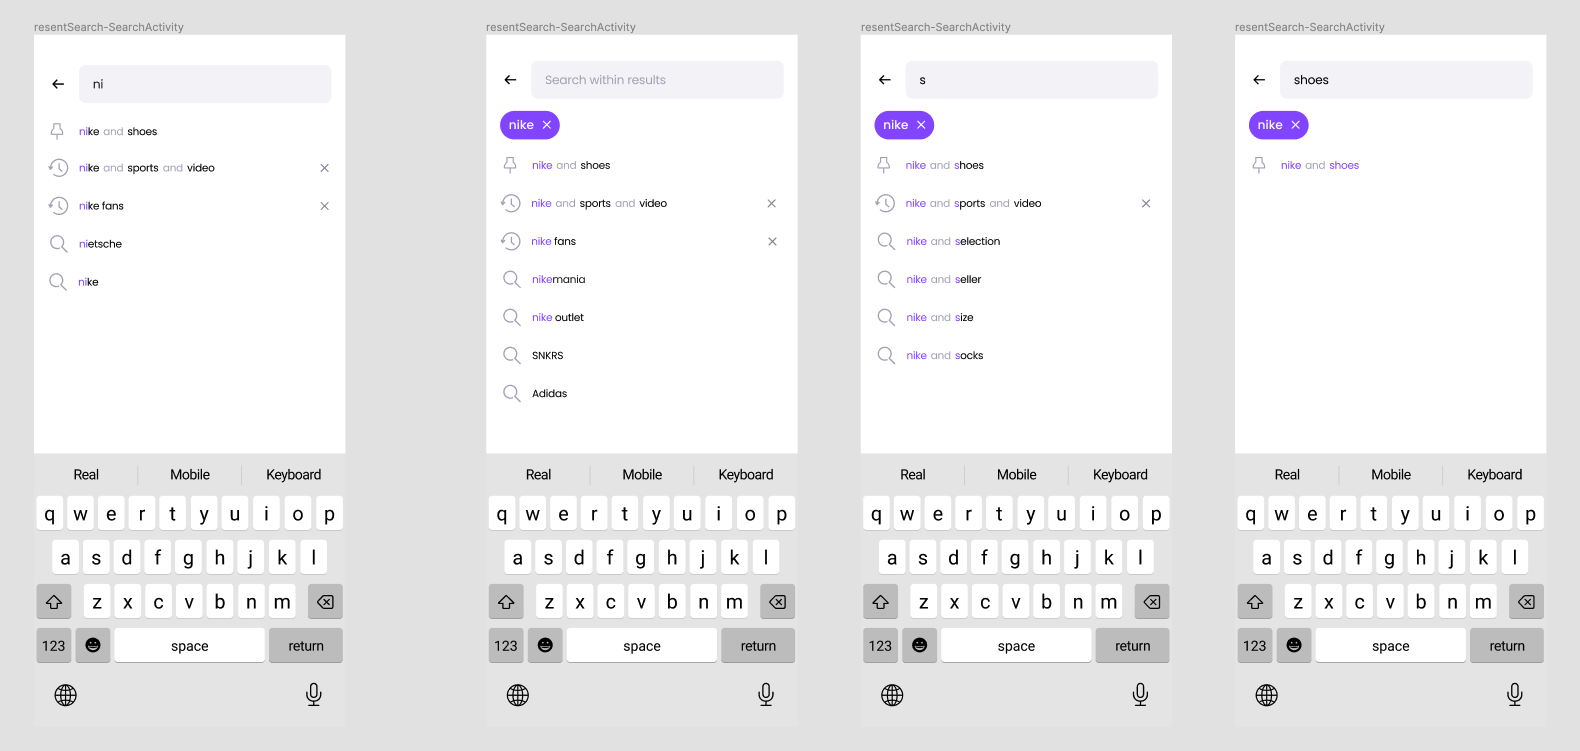 resentSearch-SearchActivity
ni
nike and shoes
nike and sports and video
nike fans
nietsche
nike
Real Mobile Keyboard
q w e r t y u i o p
a s d f g h j k l
z x c v b n m
123 space return
resentSearch-SearchActivity
Search within results
nike
nike and shoes
nike and sports and video
nike fans
nikemania
nike outlet
SNKRS
Adidas
Real Mobile Keyboard
q w e r t y u i o p
a s d f g h j k l
z x c v b n m
123 space return
resentSearch-SearchActivity
s
nike
nike and shoes
nike and sports and video
nike and selection
nike and seller
nike and size
nike and socks
Real Mobile Keyboard
q w e r t y u i o p
a s d f g h j k l
z x c v b n m
123 space return
resentSearch-SearchActivity
shoes
nike
nike and shoes
Real Mobile Keyboard
q w e r t y u i o p
a s d f g h j k l
z x c v b n m
123 space return